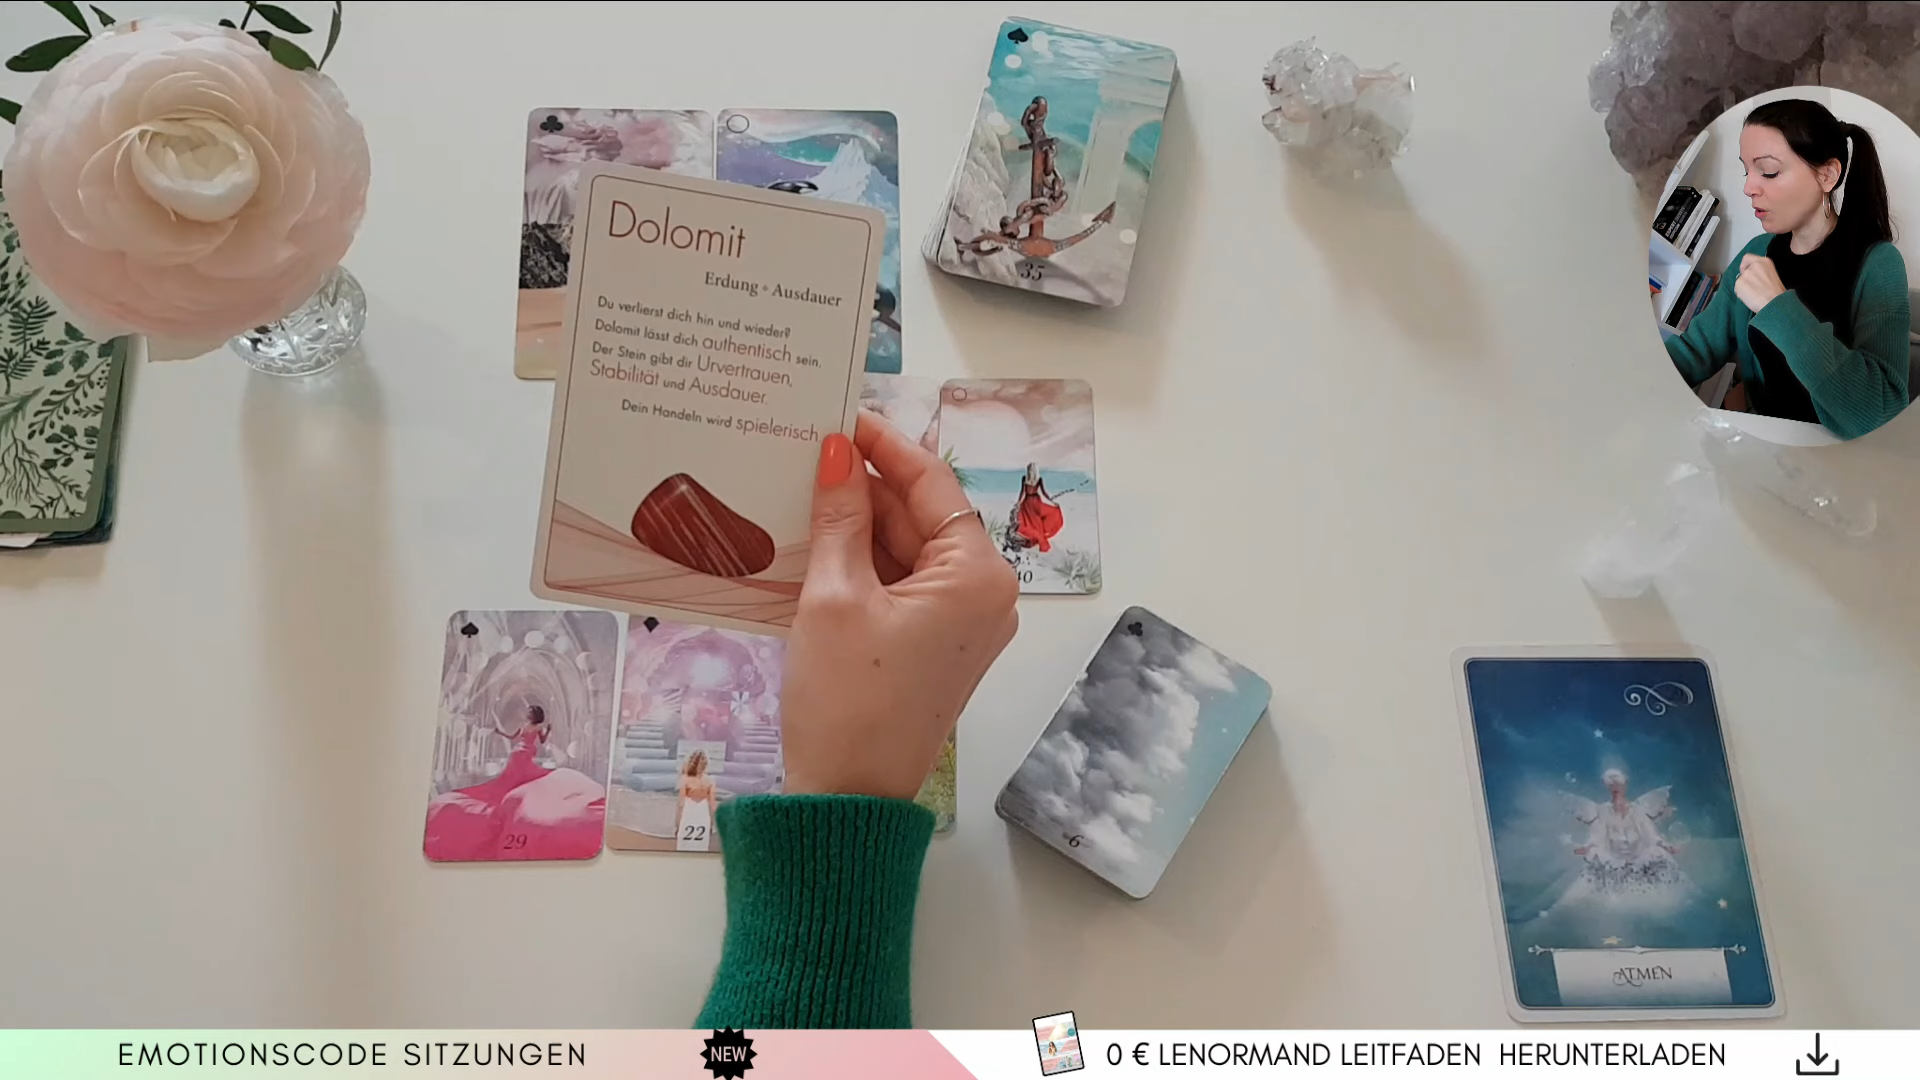 Dolomit
Erdung • Ausdauer
Du verlierst dich hin und wieder?
Dolomit lässt dich authentisch sein.
Der Stein gibt dir Urvertrauen,
Stabilität und Ausdauer.
Dein Handeln wird spielerisch.
35
40
29
22
6
ATMEN
EMOTIONSCODE SITZUNGEN
NEW
0 € LENORMAND LEITFADEN HERUNTERLADEN